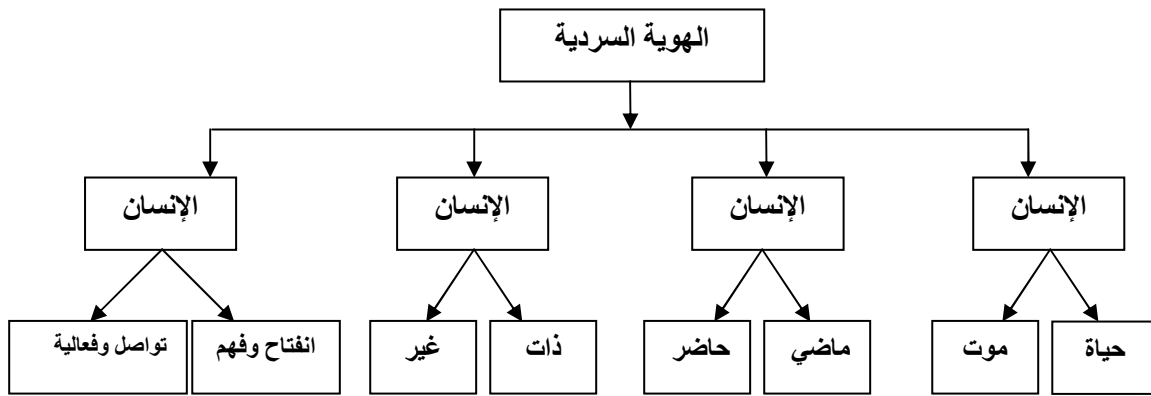 الهوية السردية
الإنسان
الإنسان
الإنسان
الإنسان
حياة
موت
ماضي
حاضر
ذات
غير
انفتاح وفهم
تواصل وفعالية